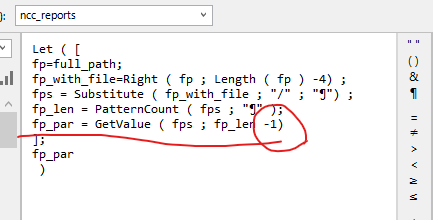 ): ncc_reports
Let ( [
fp=full_path;
fp_with_file=Right ( fp ; Length ( fp ) -4) ;
fps = Substitute ( fp_with_file ; "/" ; "¶") ;
fp_len = PatternCount ( fps ; "¶" );
fp_par = GetValue ( fps ; fp_len -1)
];
fp_par
)
" "
()
&
¶
=
≠
>
<
≥
≤